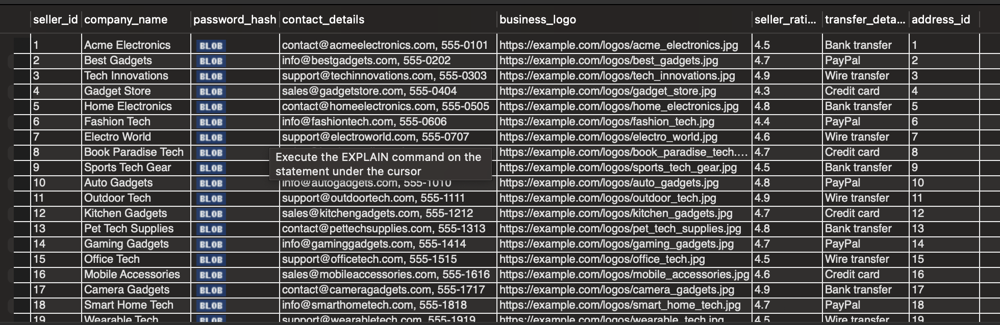 seller_id company_name password_hash contact_details business_logo seller_rati... transfer_deta... address_id
1 Acme Electronics BLOB contact@acmeelectronics.com, 555-0101 https://example.com/logos/acme_electronics.jpg 4.5 Bank transfer 1
2 Best Gadgets BLOB info@bestgadgets.com, 555-0202 https://example.com/logos/best_gadgets.jpg 4.7 PayPal 2
3 Tech Innovations BLOB support@techinnovations.com, 555-0303 https://example.com/logos/tech_innovations.jpg 4.9 Wire transfer 3
4 Gadget Store BLOB sales@gadgetstore.com, 555-0404 https://example.com/logos/gadget_store.jpg 4.3 Credit card 4
5 Home Electronics BLOB contact@homeelectronics.com, 555-0505 https://example.com/logos/home_electronics.jpg 4.8 Bank transfer 5
6 Fashion Tech BLOB info@fashiontech.com, 555-0606 https://example.com/logos/fashion_tech.jpg 4.4 PayPal 6
7 Electro World BLOB support@electroworld.com, 555-0707 https://example.com/logos/electro_world.jpg 4.6 Wire transfer 7
8 Book Paradise Tech BLOB https://example.com/logos/book_paradise_tech.... 4.7 Credit card 8
Execute the EXPLAIN command on the
9 Sports Tech Gear BLOB https://example.com/logos/sports_tech_gear.jpg 4.5 Bank transfer 9
statement under the cursor
10 Auto Gadgets BLOB info@autogadgets.com, 555-1010 https://example.com/logos/auto_gadgets.jpg 4.8 PayPal 10
11 Outdoor Tech BLOB support@outdoortech.com, 555-1111 https://example.com/logos/outdoor_tech.jpg 4.9 Wire transfer 11
12 Kitchen Gadgets BLOB sales@kitchengadgets.com, 555-1212 https://example.com/logos/kitchen_gadgets.jpg 4.7 Credit card 12
13 Pet Tech Supplies BLOB contact@pettechsupplies.com, 555-1313 https://example.com/logos/pet_tech_supplies.jpg 4.8 Bank transfer 13
14 Gaming Gadgets BLOB info@gaminggadgets.com, 555-1414 https://example.com/logos/gaming_gadgets.jpg 4.7 PayPal 14
15 Office Tech BLOB support@officetech.com, 555-1515 https://example.com/logos/office_tech.jpg 4.5 Wire transfer 15
16 Mobile Accessories BLOB sales@mobileaccessories.com, 555-1616 https://example.com/logos/mobile_accessories.jpg 4.6 Credit card 16
17 Camera Gadgets BLOB contact@cameragadgets.com, 555-1717 https://example.com/logos/camera_gadgets.jpg 4.9 Bank transfer 17
18 Smart Home Tech BLOB info@smarthometech.com, 555-1818 https://example.com/logos/smart_home_tech.jpg 4.7 PayPal 18
19 Wearable Tech BLOB support@wearabletech.com, 555-1919 https://example.com/logos/wearable_tech.jpg 4.5 Wire transfer 19